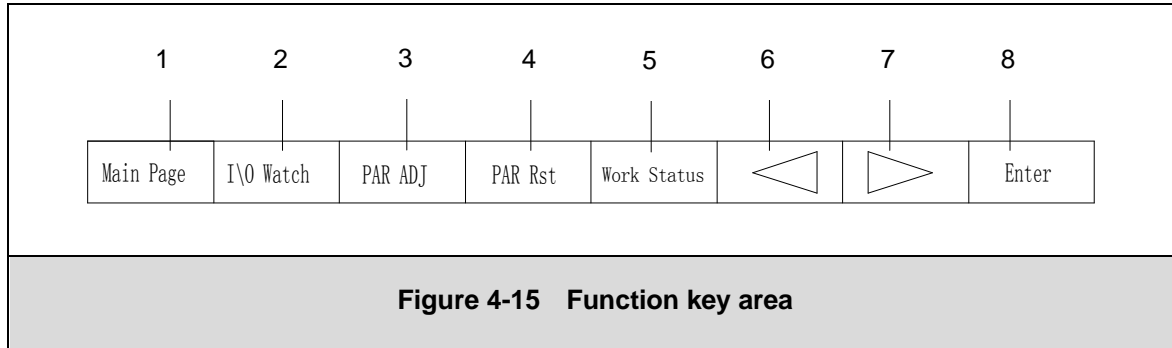 1 2 3 4 5 6 7 8
Main Page I\O Watch PAR ADJ PAR Rst Work Status Enter
Figure 4-15 Function key area